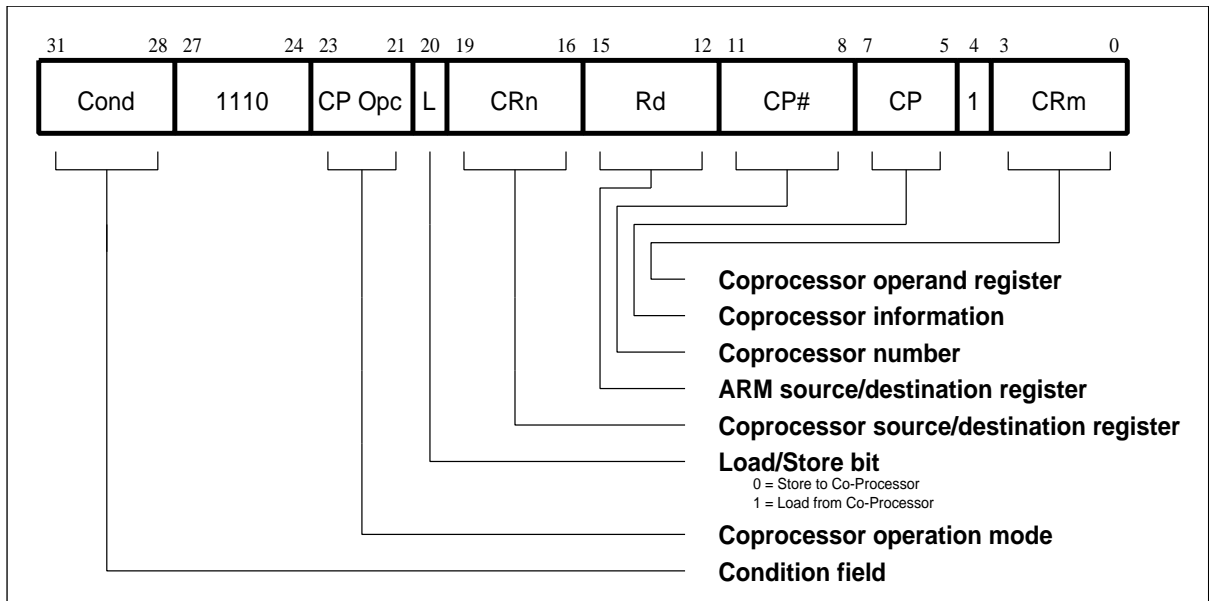 31 28 27 24 23 21 20 19 16 15 12 11 8 7 5 4 3 0
Cond 1110 CP Opc L CRn Rd CP# CP 1 CRm
Coprocessor operand register
Coprocessor information
Coprocessor number
ARM source/destination register
Coprocessor source/destination register
Load/Store bit
0 = Store to Co-Processor
1 = Load from Co-Processor
Coprocessor operation mode
Condition field